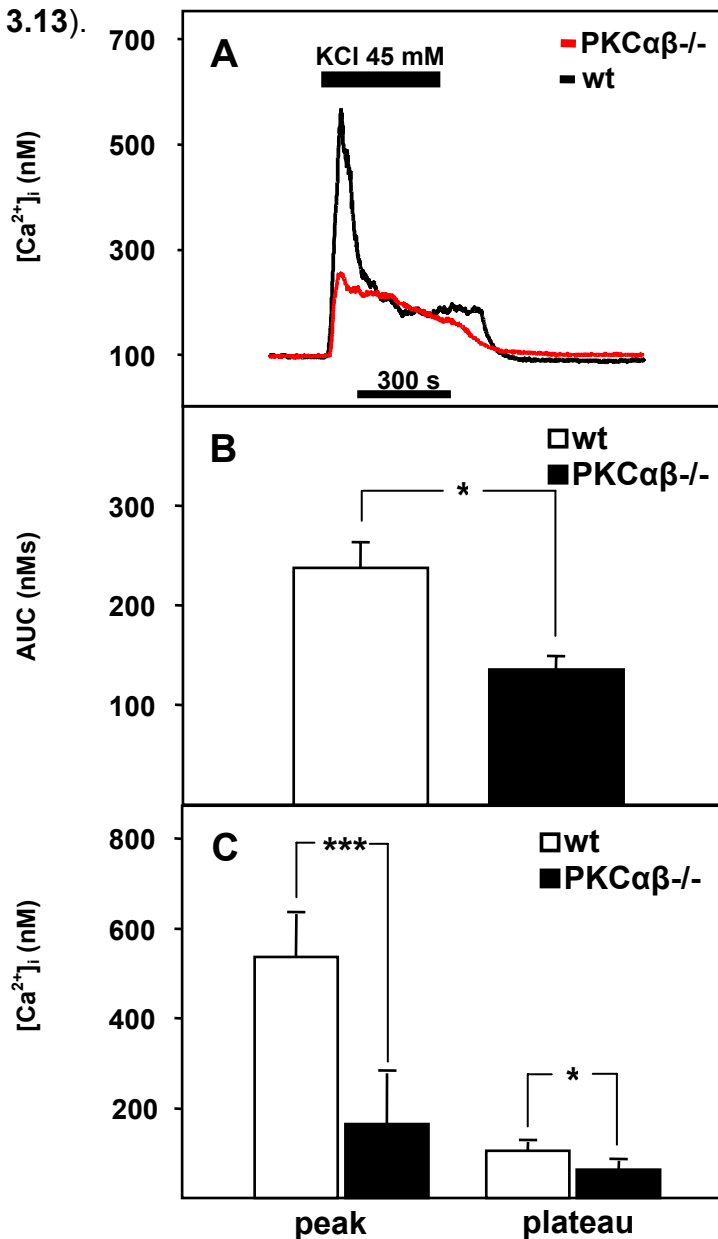 3.13).
700
500
300
100
[Ca²⁺]ᵢ (nM)
A
KCl 45 mM
PKCαβ-/-
wt
300 s
B
wt
PKCαβ-/-
*
300
200
100
AUC (nMs)
C
wt
PKCαβ-/-
***
*
800
600
400
200
[Ca²⁺]ᵢ (nM)
peak plateau